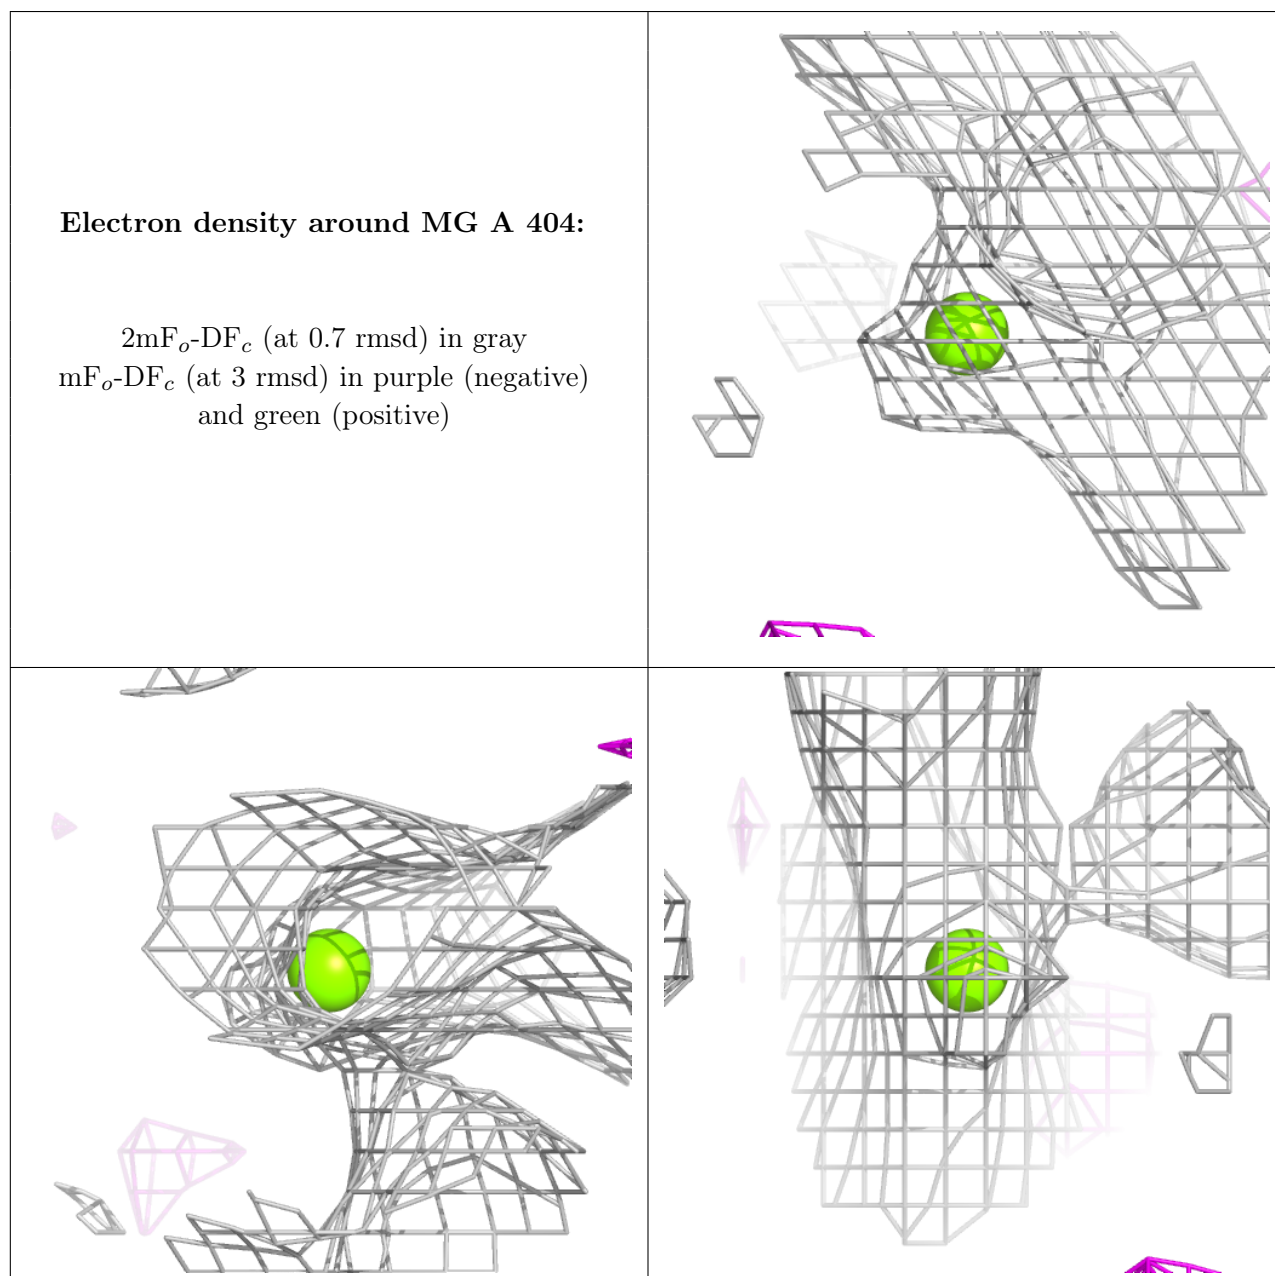 Electron density around MG A 404:
2mFo-DFc (at 0.7 rmsd) in gray
mFo-DFc (at 3 rmsd) in purple (negative)
and green (positive)